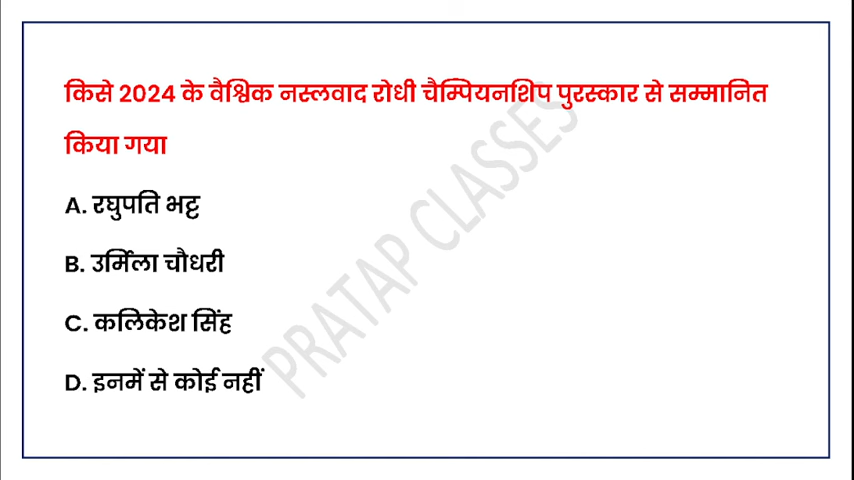 किसे 2024 के वैश्विक नस्लवाद रोधी चैम्पियनशिप पुरस्कार से सम्मानित
किया गया
A. रघुपति भट्ट
B. उर्मिला चौधरी
C. कलिकेश सिंह
D. इनमें से कोई नहीं
PRATAP CLASSES